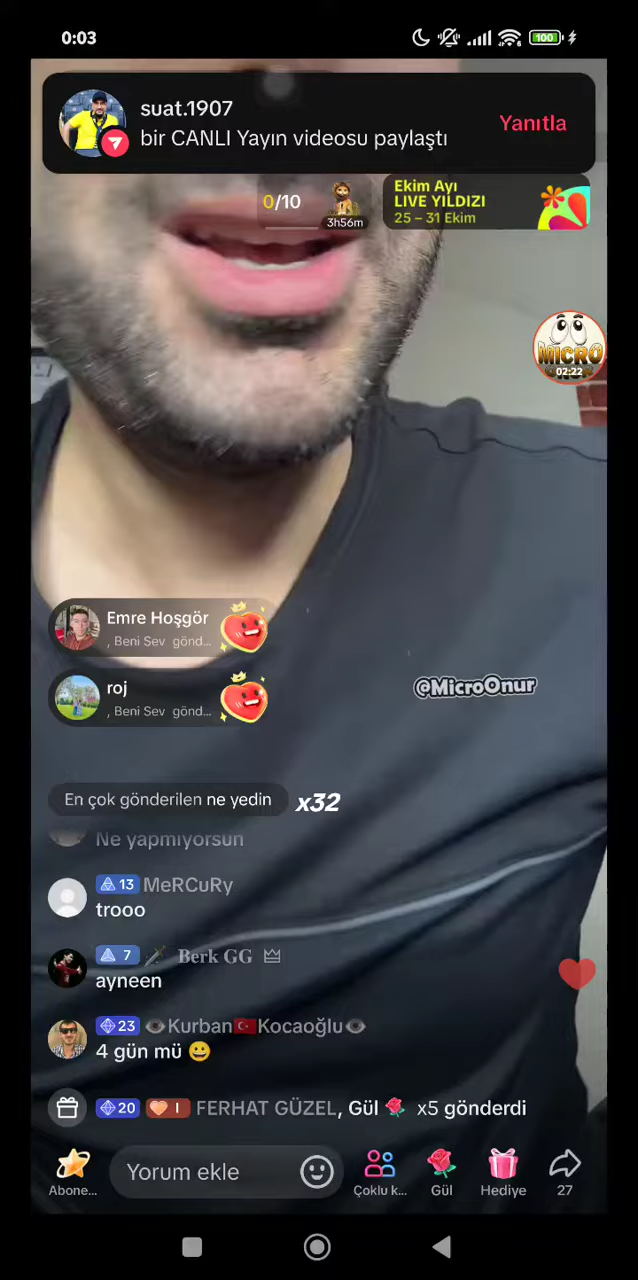 0:03
100
suat.1907
bir CANLI Yayın videosu paylaştı
Yanıtla
0/10
3h56m
Ekim Ayı
LIVE YILDIZI
25 – 31 Ekim
MICRO
02:22
Emre Hoşgör
, Beni Sev gönd...
roj
, Beni Sev gönd...
@MicroOnur
En çok gönderilen ne yedin x32
Ne yapmıyorsun
13 MeRCuRy
trooo
7 Berk GG
ayneen
23 Kurban Kocaoğlu
4 gün mü 😀
20 I FERHAT GÜZEL, Gül 🌹 x5 gönderdi
Abone...
Yorum ekle
Çoklu k...
Gül
Hediye
27